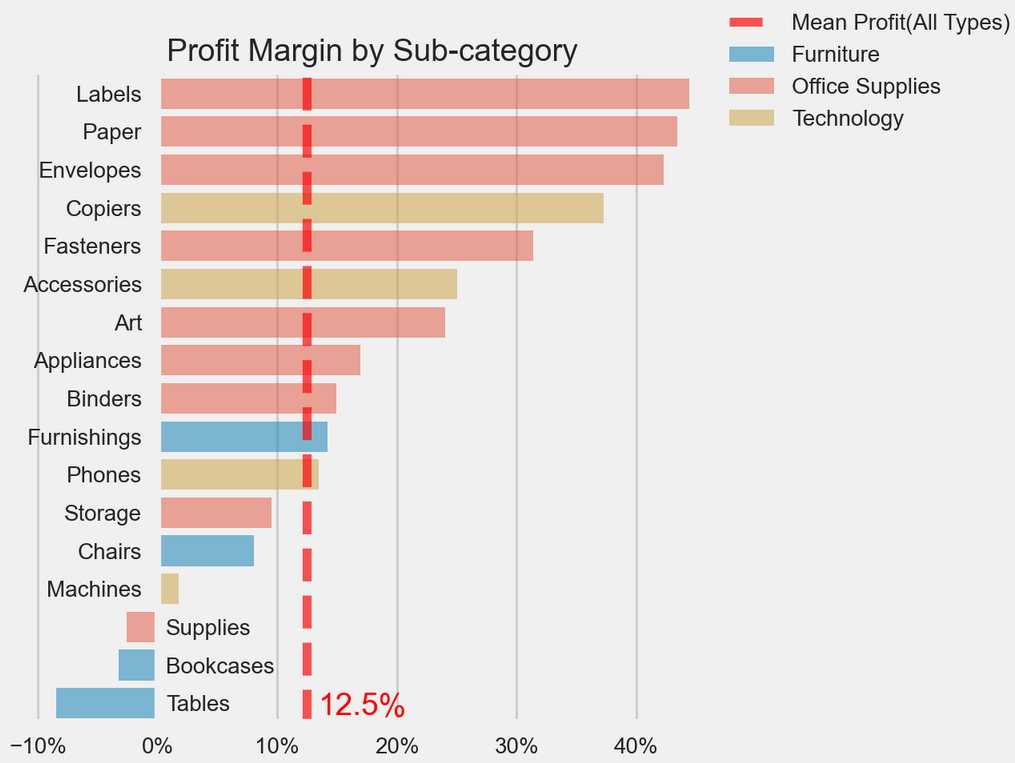 Profit Margin by Sub-category
Mean Profit(All Types)
Furniture
Office Supplies
Technology
Labels
Paper
Envelopes
Copiers
Fasteners
Accessories
Art
Appliances
Binders
Furnishings
Phones
Storage
Chairs
Machines
Supplies
Bookcases
Tables
12.5%
−10%
0%
10%
20%
30%
40%